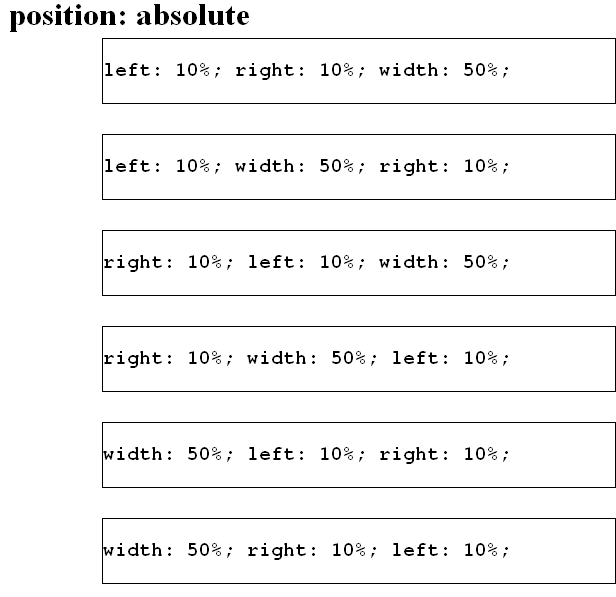 position: absolute
left: 10%; right: 10%; width: 50%;
left: 10%; width: 50%; right: 10%;
right: 10%; left: 10%; width: 50%;
right: 10%; width: 50%; left: 10%;
width: 50%; left: 10%; right: 10%;
width: 50%; right: 10%; left: 10%;